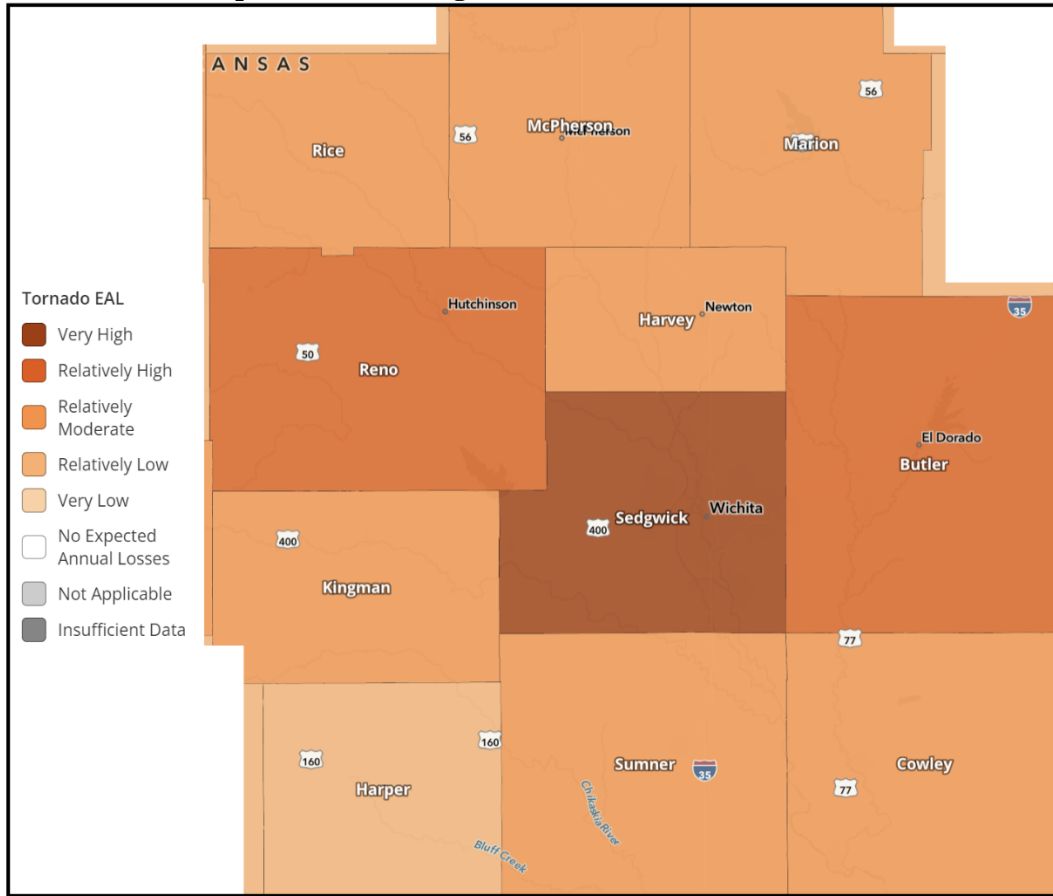 ANSAS
56
McPherson
McPherson
56
Rice
Marion
Tornado EAL
Very High
Relatively High
Relatively
Moderate
Relatively Low
Very Low
No Expected
Annual Losses
Not Applicable
Insufficient Data
Hutchinson
50
Reno
Newton
Harvey
35
El Dorado
Butler
Wichita
Sedgwick
400
400
Kingman
77
160
160
Harper
Sumner
35
Cowley
77
Chikaskia River
Bluff Creek